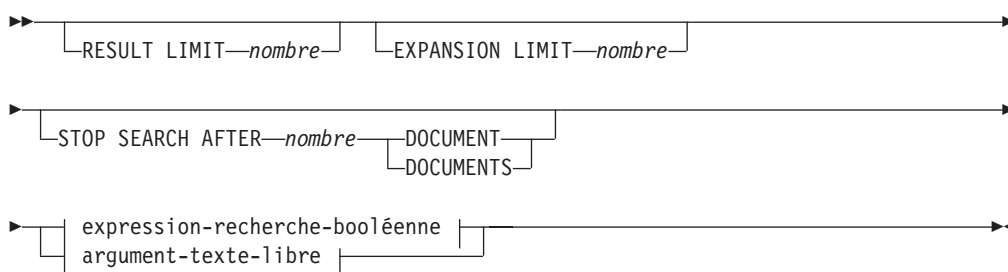 RESULT LIMIT nombre EXPANSION LIMIT nombre
STOP SEARCH AFTER nombre DOCUMENT
DOCUMENTS
expression-recherche-booléenne
argument-texte-libre